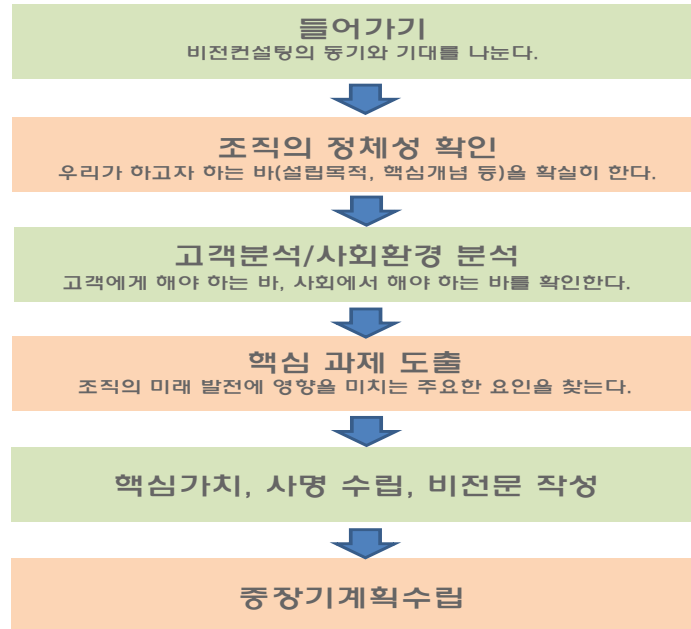 들어가기
비전컨설팅의 동기와 기대를 나눈다.
조직의 정체성 확인
우리가 하고자 하는 바(설립목적, 핵심개념 등)을 확실히 한다.
고객분석/사회환경 분석
고객에게 해야 하는 바, 사회에서 해야 하는 바를 확인한다.
핵심 과제 도출
조직의 미래 발전에 영향을 미치는 주요한 요인을 찾는다.
핵심가치, 사명 수립, 비전문 작성
중장기계획수립